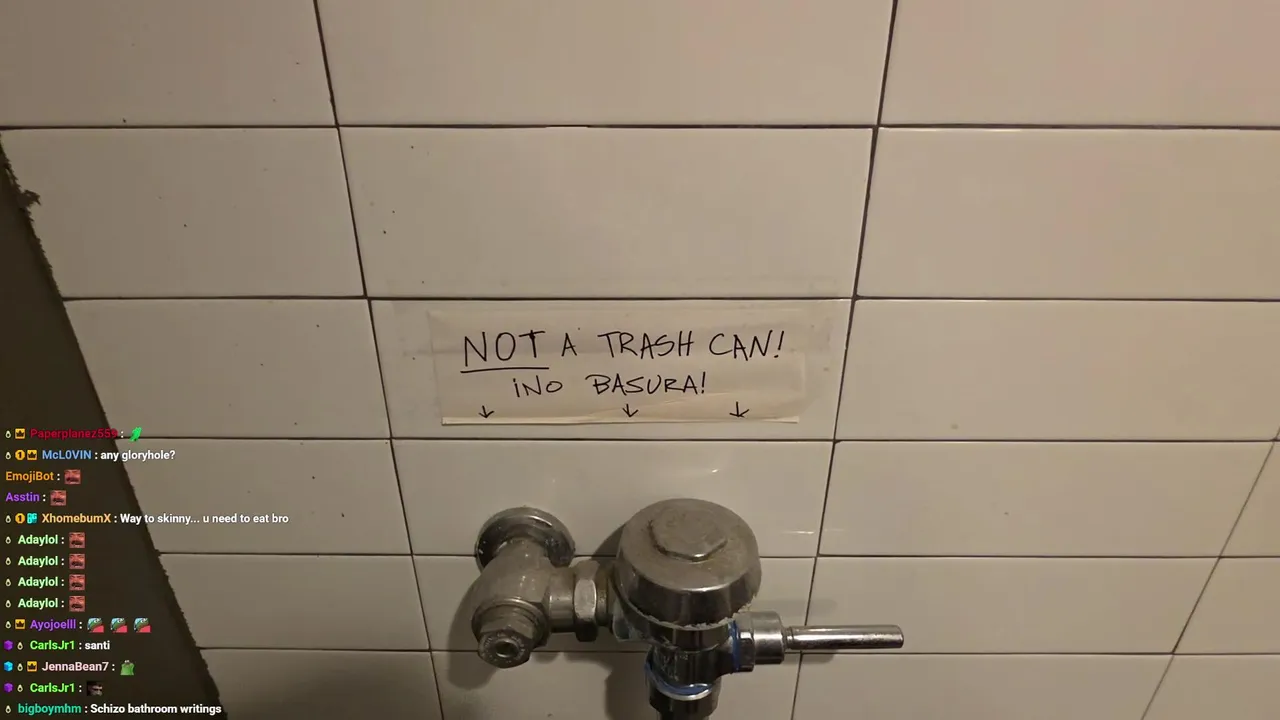 NOT A TRASH CAN!
¡NO BASURA!
Paperplanez559 :
McL0VIN : any gloryhole?
EmojiBot :
Asstin :
XhomebumX : Way to skinny... u need to eat bro
Adaylol :
Adaylol :
Adaylol :
Adaylol :
Ayojoelll :
CarlsJr1 : santi
JennaBean7 :
CarlsJr1 :
bigboymhm : Schizo bathroom writings